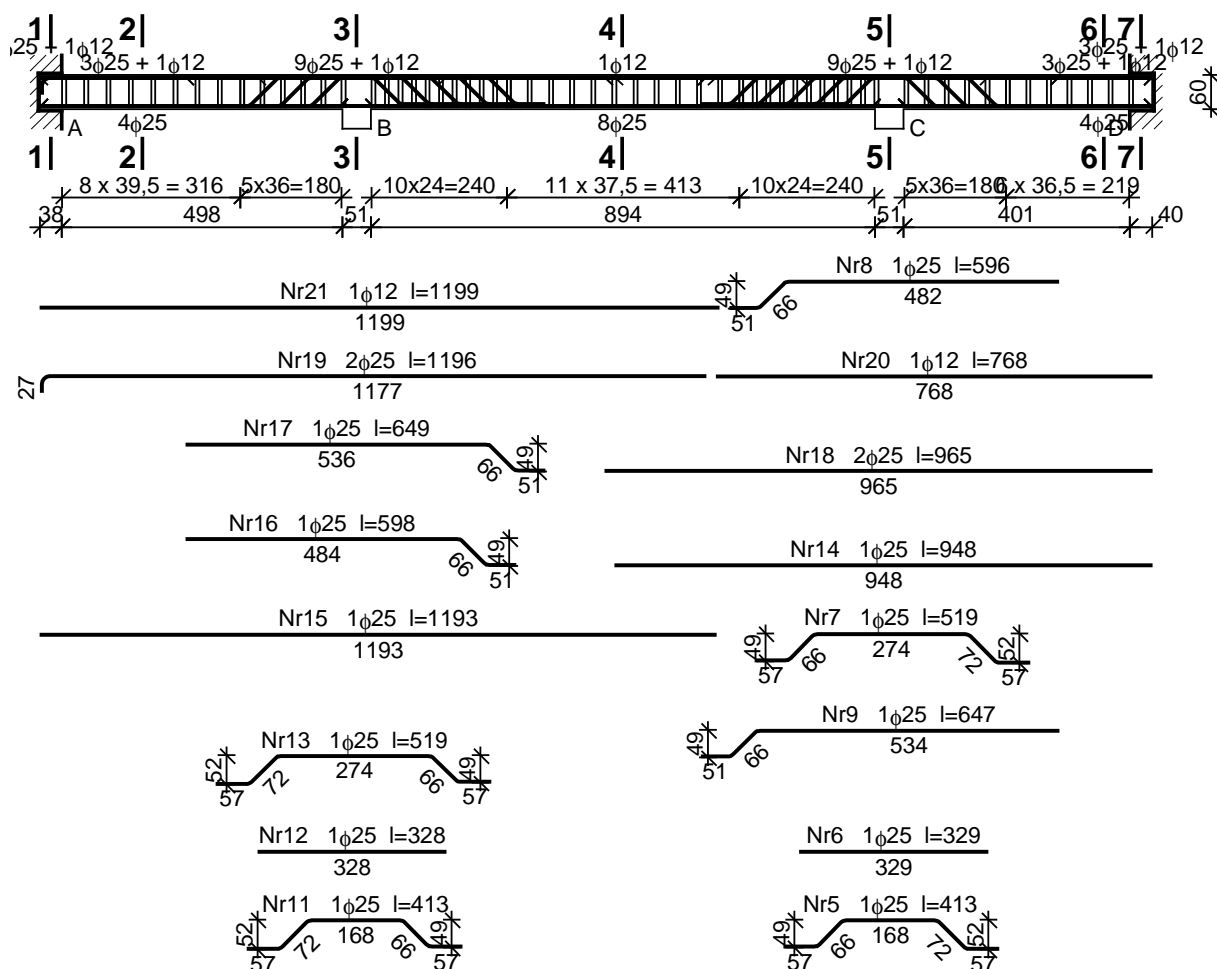 1 2 3 4 5 6 7
ϕ25 + 1ϕ12 3ϕ25 + 1ϕ12
3ϕ25 + 1ϕ12 9ϕ25 + 1ϕ12 1ϕ12 9ϕ25 + 1ϕ12 3ϕ25 + 1ϕ12
60
A B C D
4ϕ25 8ϕ25 4ϕ25
1 2 3 4 5 6 7
8 x 39,5 = 316 5x36=180 10x24=240 11 x 37,5 = 413 10x24=240 5x36=180 6 x 36,5 = 219
38 498 51 894 51 401 40
Nr8 1ϕ25 l=596
49 51 66 482
Nr21 1ϕ12 l=1199
1199
Nr19 2ϕ25 l=1196
27 1177
Nr20 1ϕ12 l=768
768
Nr17 1ϕ25 l=649
536 66 49 51
Nr18 2ϕ25 l=965
965
Nr16 1ϕ25 l=598
484 66 49 51
Nr14 1ϕ25 l=948
948
Nr15 1ϕ25 l=1193
1193
Nr7 1ϕ25 l=519
49 57 66 274 72 52 57
Nr9 1ϕ25 l=647
49 51 66 534
Nr13 1ϕ25 l=519
52 57 72 274 66 49 57
Nr12 1ϕ25 l=328
328
Nr6 1ϕ25 l=329
329
Nr11 1ϕ25 l=413
52 57 72 168 66 49 57
Nr5 1ϕ25 l=413
49 57 66 168 72 52 57